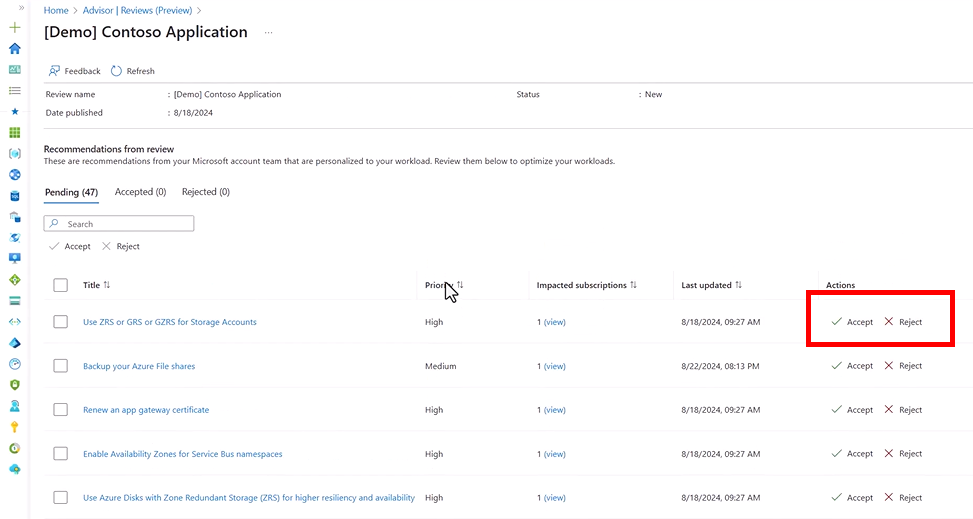 Home > Advisor | Reviews (Preview) >
[Demo] Contoso Application ...
Feedback Refresh
Review name : [Demo] Contoso Application Status : New
Date published : 8/18/2024
Recommendations from review
These are recommendations from your Microsoft account team that are personalized to your workload. Review them below to optimize your workloads.
Pending (47) Accepted (0) Rejected (0)
Search
Accept Reject
Title Priority Impacted subscriptions Last updated Actions
Use ZRS or GRS or GZRS for Storage Accounts High 1 (view) 8/18/2024, 09:27 AM Accept Reject
Backup your Azure File shares Medium 1 (view) 8/22/2024, 08:13 PM Accept Reject
Renew an app gateway certificate High 1 (view) 8/18/2024, 09:27 AM Accept Reject
Enable Availability Zones for Service Bus namespaces High 1 (view) 8/18/2024, 09:27 AM Accept Reject
Use Azure Disks with Zone Redundant Storage (ZRS) for higher resiliency and availability High 1 (view) 8/18/2024, 09:27 AM Accept Reject